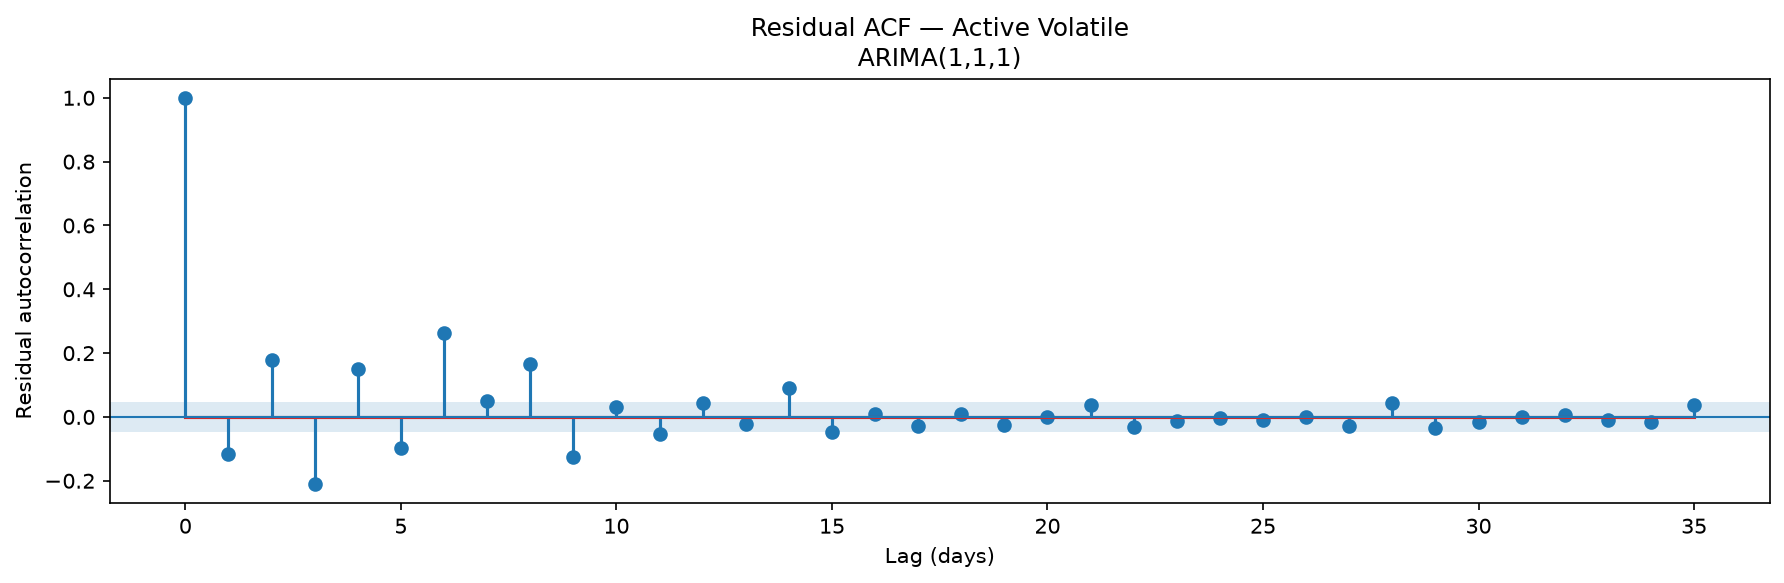 Residual ACF — Active Volatile
ARIMA(1,1,1)
Residual autocorrelation
1.0
0.8
0.6
0.4
0.2
0.0
−0.2
0 5 10 15 20 25 30 35
Lag (days)